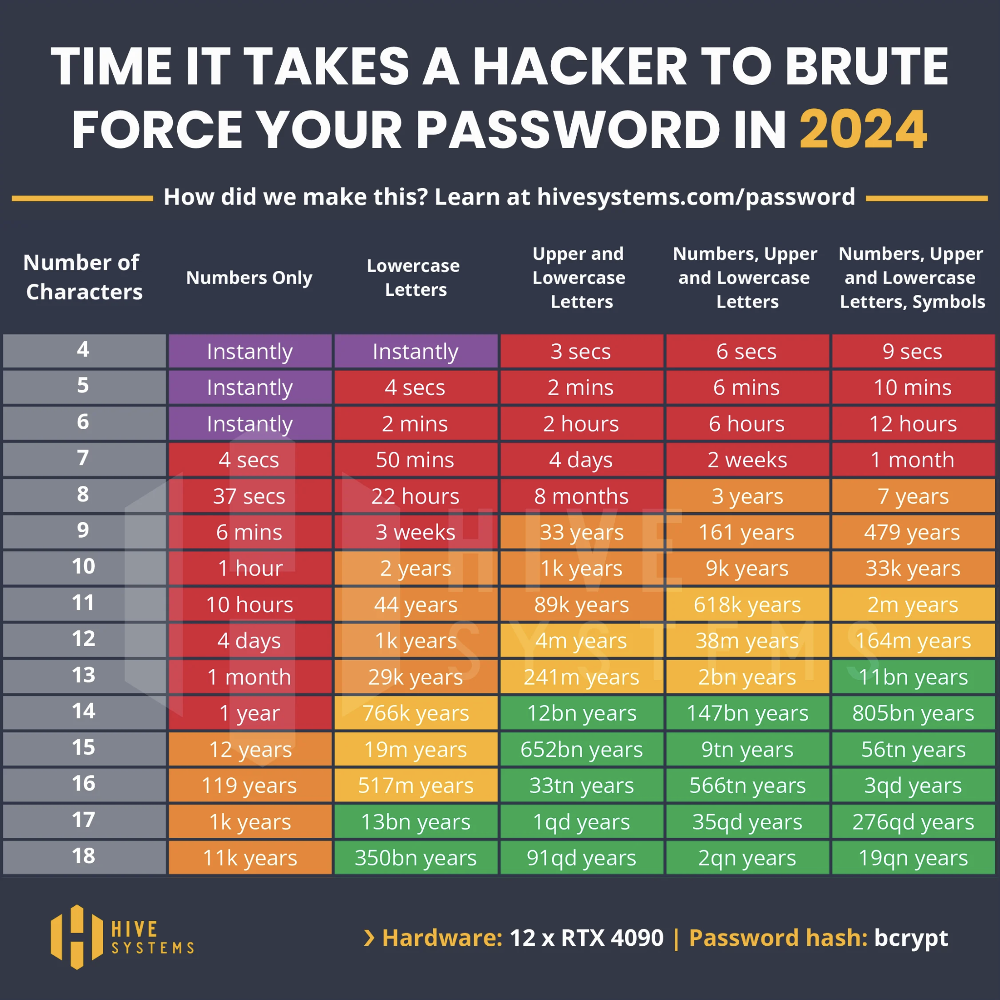 TIME IT TAKES A HACKER TO BRUTE
FORCE YOUR PASSWORD IN 2024
How did we make this? Learn at hivesystems.com/password
Number of
Characters
Numbers Only
Lowercase
Letters
Upper and
Lowercase
Letters
Numbers, Upper
and Lowercase
Letters
Numbers, Upper
and Lowercase
Letters, Symbols
4 Instantly Instantly 3 secs 6 secs 9 secs
5 Instantly 4 secs 2 mins 6 mins 10 mins
6 Instantly 2 mins 2 hours 6 hours 12 hours
7 4 secs 50 mins 4 days 2 weeks 1 month
8 37 secs 22 hours 8 months 3 years 7 years
9 6 mins 3 weeks 33 years 161 years 479 years
10 1 hour 2 years 1k years 9k years 33k years
11 10 hours 44 years 89k years 618k years 2m years
12 4 days 1k years 4m years 38m years 164m years
13 1 month 29k years 241m years 2bn years 11bn years
14 1 year 766k years 12bn years 147bn years 805bn years
15 12 years 19m years 652bn years 9tn years 56tn years
16 119 years 517m years 33tn years 566tn years 3qd years
17 1k years 13bn years 1qd years 35qd years 276qd years
18 11k years 350bn years 91qd years 2qn years 19qn years
HIVE
SYSTEMS
HIVE
SYSTEMS
› Hardware: 12 x RTX 4090 | Password hash: bcrypt